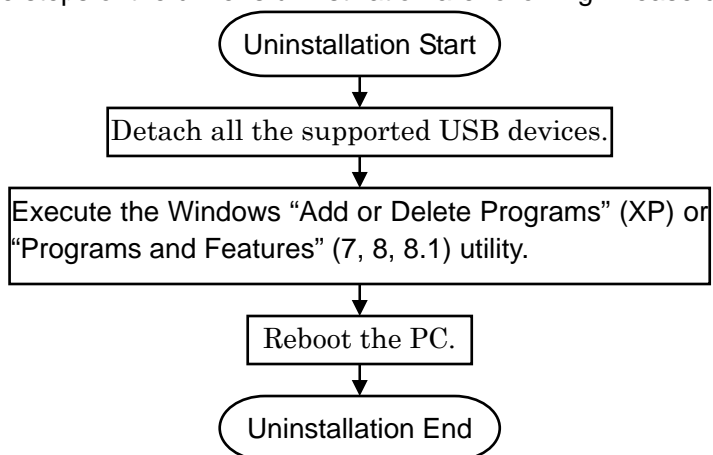 Uninstallation Start
Detach all the supported USB devices.
Execute the Windows “Add or Delete Programs” (XP) or
“Programs and Features” (7, 8, 8.1) utility.
Reboot the PC.
Uninstallation End